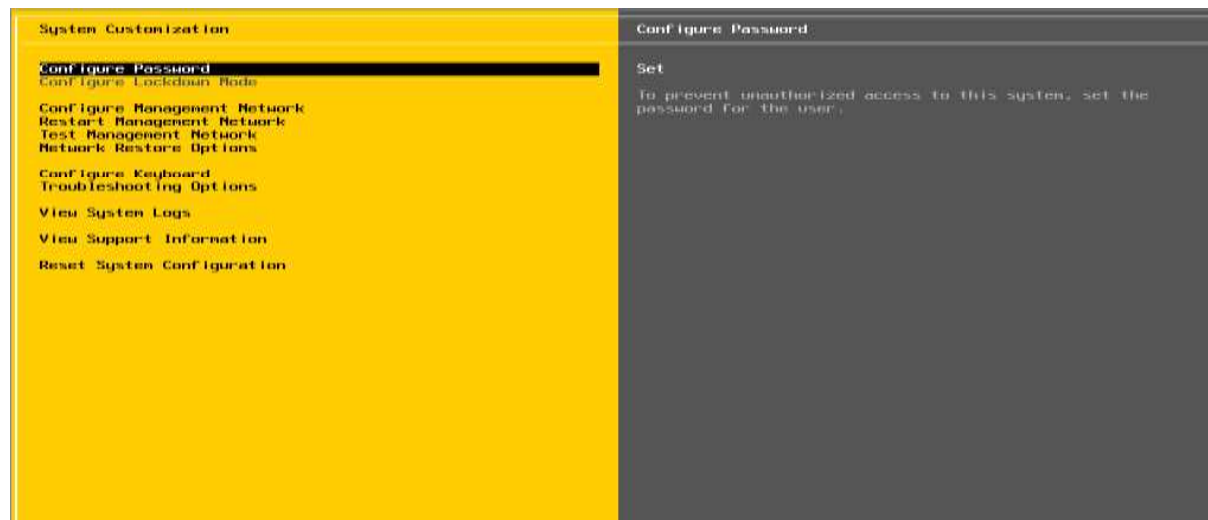 System Customization
Configure Password
Configure Lockdown Mode
Configure Management Network
Restart Management Network
Test Management Network
Network Restore Options
Configure Keyboard
Troubleshooting Options
View System Logs
View Support Information
Reset System Configuration
Configure Password
Set
To prevent unauthorized access to this system, set the
password for the user.